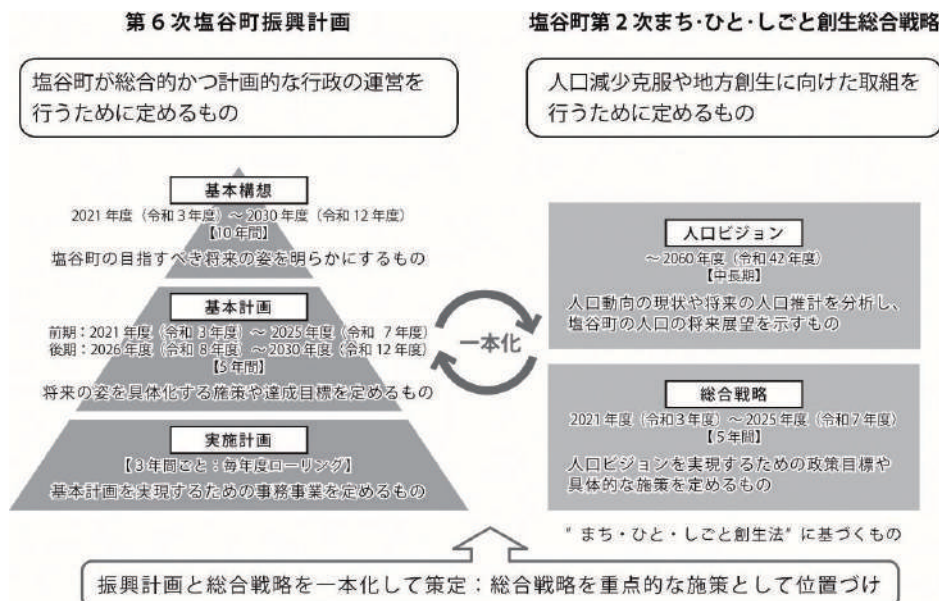 第６次塩谷町振興計画
塩谷町が総合的かつ計画的な行政の運営を
行うために定めるもの
基本構想
2021年度（令和3年度）～2030年度（令和12年度）
【10年間】
塩谷町の目指すべき将来の姿を明らかにするもの
基本計画
前期：2021年度（令和 3年度）～2025年度（令和 7年度）
後期：2026年度（令和 8年度）～2030年度（令和12年度）
【5年間】
将来の姿を具体化する施策や達成目標を定めるもの
実施計画
【3年間ごと：毎年度ローリング】
基本計画を実現するための事務事業を定めるもの
一本化
塩谷町第２次まち・ひと・しごと創生総合戦略
人口減少克服や地方創生に向けた取組を
行うために定めるもの
人口ビジョン
～2060年度（令和42年度）
【中長期】
人口動向の現状や将来の人口推計を分析し、
塩谷町の人口の将来展望を示すもの
総合戦略
2021年度（令和3年度）～2025年度（令和7年度）
【5年間】
人口ビジョンを実現するための政策目標や
具体的な施策を定めるもの
"まち・ひと・しごと創生法"に基づくもの
振興計画と総合戦略を一本化して策定：総合戦略を重点的な施策として位置づけ